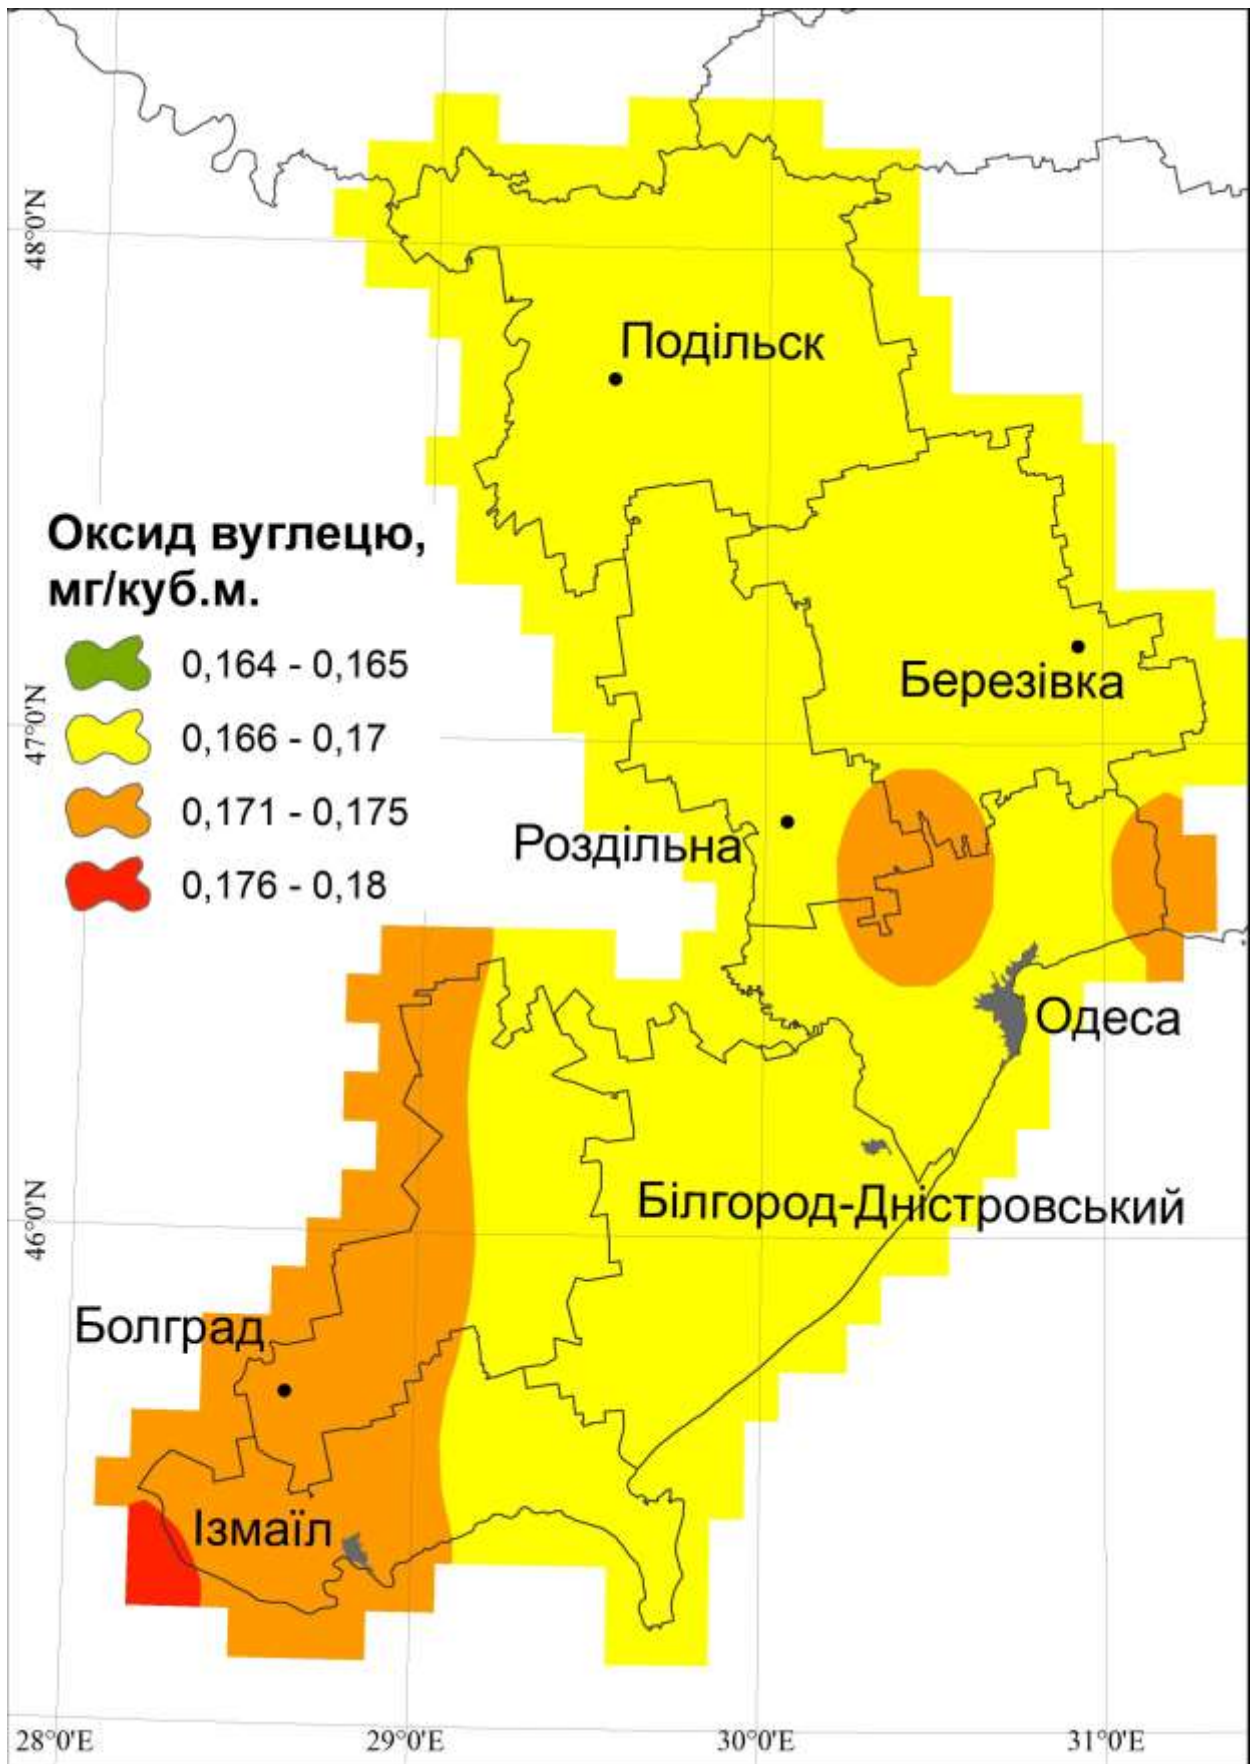 48°0'N
Подільск
Оксид вуглецю,
мг/куб.м.
0,164 - 0,165
0,166 - 0,17
0,171 - 0,175
0,176 - 0,18
Березівка
47°0'N
Роздільна
Одеса
Білгород-Дністровський
46°0'N
Болград
Ізмаїл
28°0'E
29°0'E
30°0'E
31°0'E